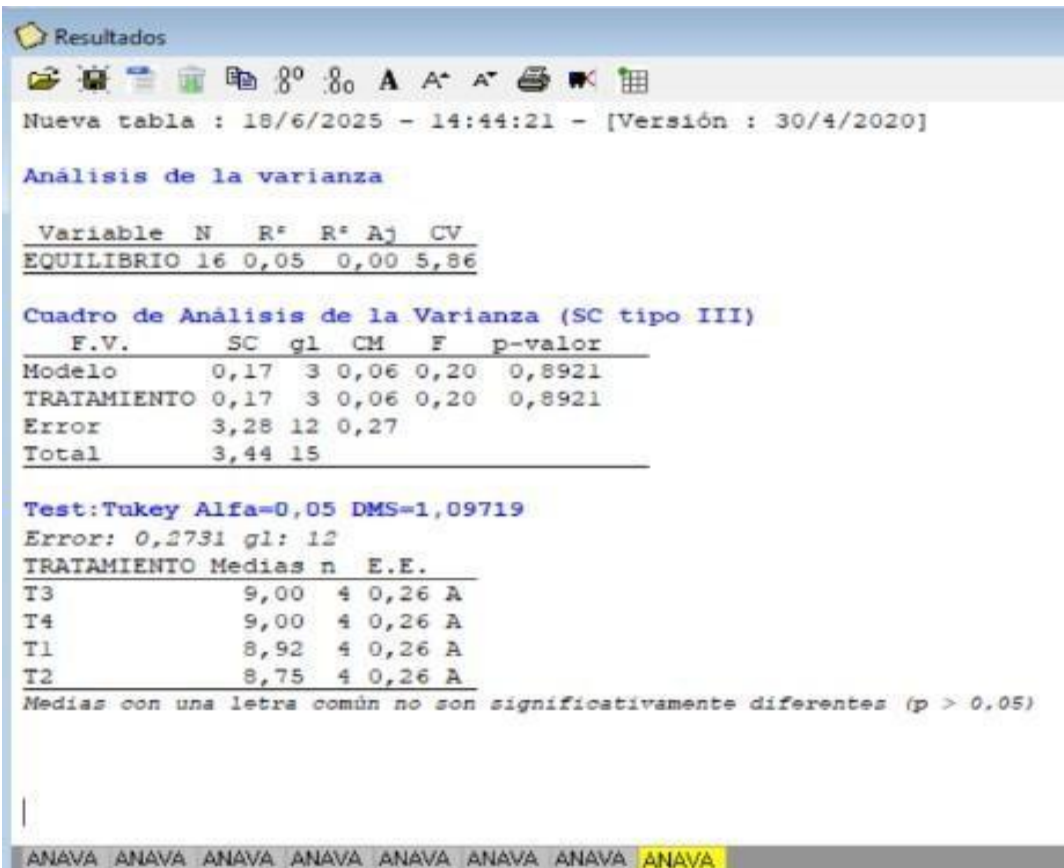 Resultados
Nueva tabla : 18/6/2025 - 14:44:21 - [Versión : 30/4/2020]
Análisis de la varianza
Variable N R² R² Aj CV
EQUILIBRIO 16 0,05 0,00 5,86
Cuadro de Análisis de la Varianza (SC tipo III)
F.V. SC gl CM F p-valor
Modelo 0,17 3 0,06 0,20 0,8921
TRATAMIENTO 0,17 3 0,06 0,20 0,8921
Error 3,28 12 0,27
Total 3,44 15
Test:Tukey Alfa=0,05 DMS=1,09719
Error: 0,2731 gl: 12
TRATAMIENTO Medias n E.E.
T3 9,00 4 0,26 A
T4 9,00 4 0,26 A
T1 8,92 4 0,26 A
T2 8,75 4 0,26 A
Medias con una letra común no son significativamente diferentes (p > 0,05)
ANAVA ANAVA ANAVA ANAVA ANAVA ANAVA ANAVA ANAVA